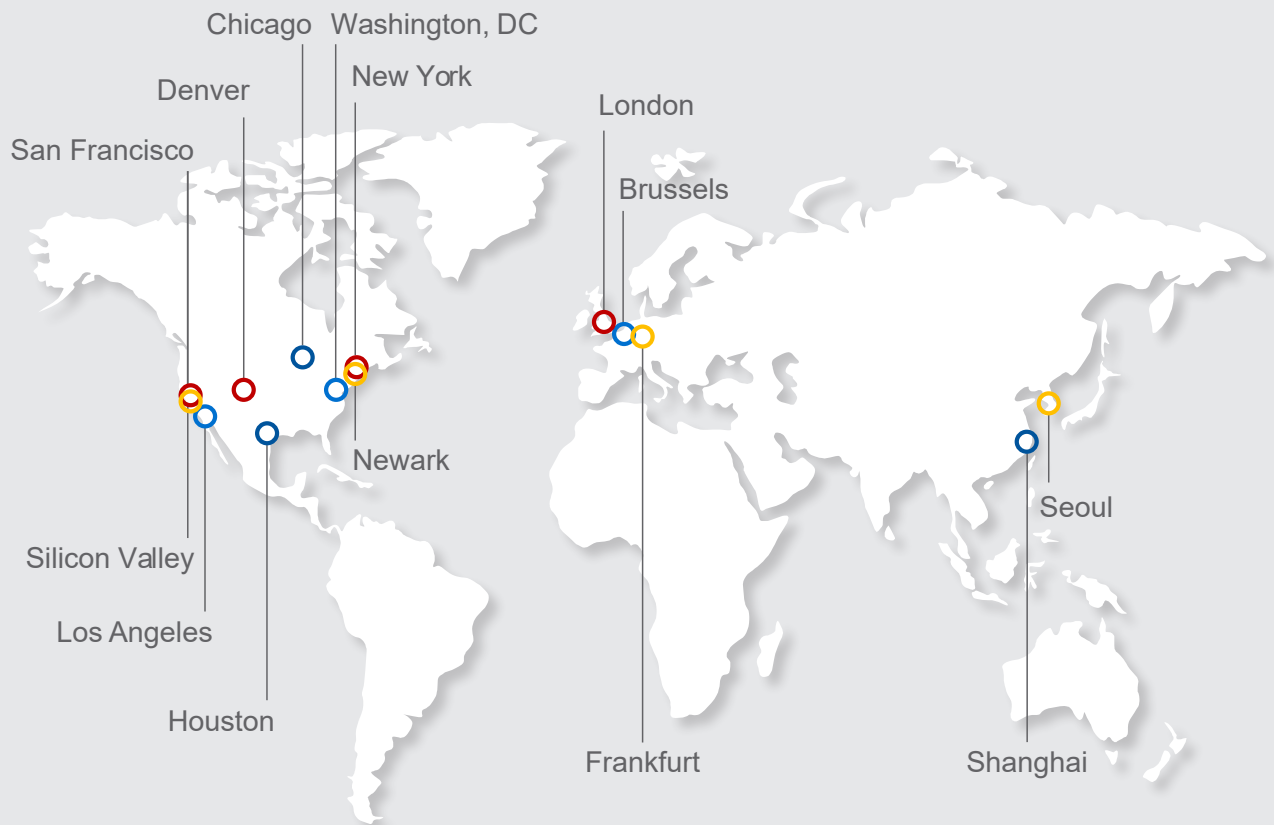 Chicago
Washington, DC
New York
Denver
London
San Francisco
Brussels
Newark
Seoul
Silicon Valley
Los Angeles
Houston
Frankfurt
Shanghai